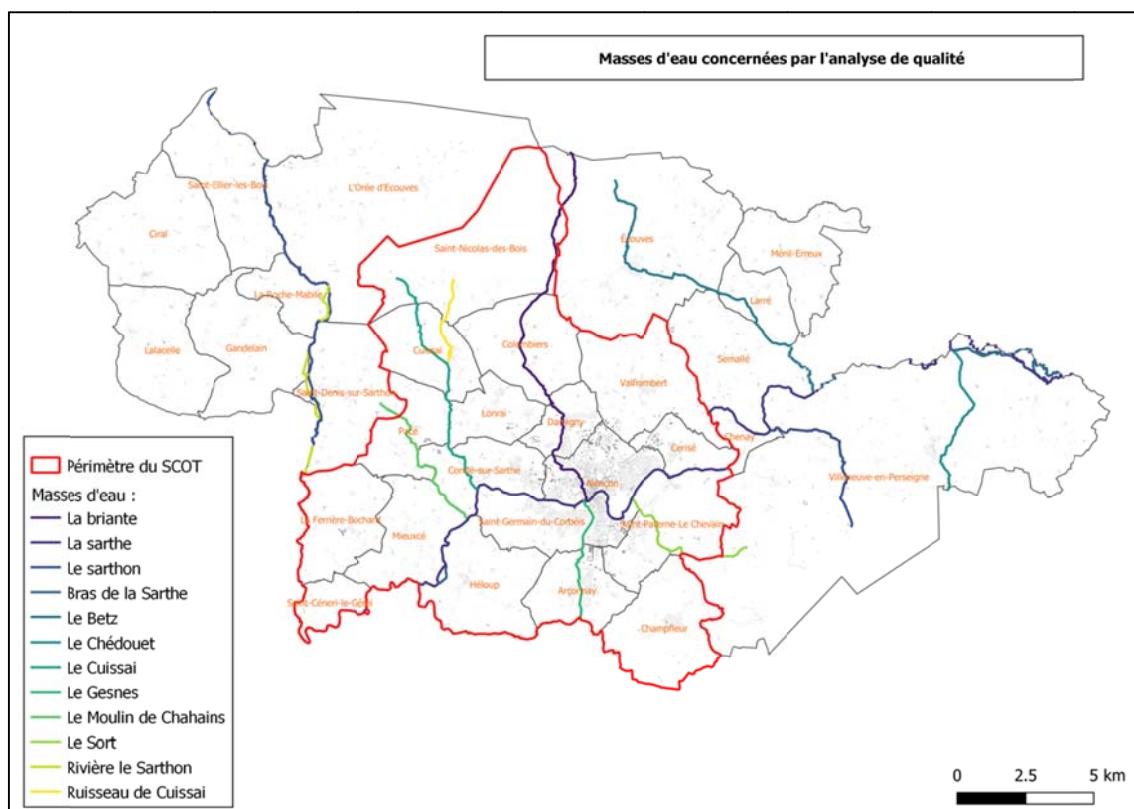 Masses d'eau concernées par l'analyse de qualité
Saint-Ellier-les-Bois
L'Orée d'Ecouves
Ciral
Saint-Nicolas-des-Bois
Écouves
Ménil-Erreux
La Roche-Mabile
Larré
Lalacelle
Gandelain
Cuissai
Colombiers
Semallé
Valframbert
Saint-Denis-sur-Sarthon
Lonrai
Damigny
Pacé
Cerisé
Chenay
Condé-sur-Sarthe
Villeneuve-en-Perseigne
Alençon
La Ferrière-Bochard
Saint-Germain-du-Corbéis
Saint-Paterne-Le Chevain
Mieuxcé
Héloup
Arçonnay
Saint-Céneri-le-Gérei
Champfleur
Périmètre du SCOT
Masses d'eau :
La briante
La sarthe
Le sarthon
Bras de la Sarthe
Le Betz
Le Chédouet
Le Cuissai
Le Gesnes
Le Moulin de Chahains
Le Sort
Rivière le Sarthon
Ruisseau de Cuissai
0 2.5 5 km